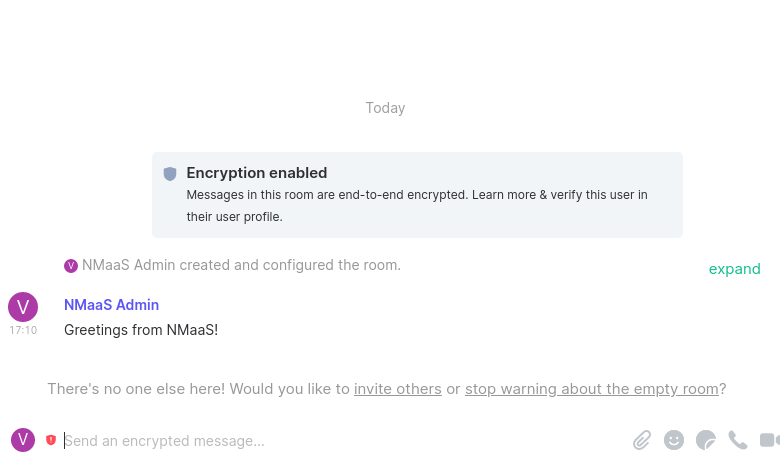 Today
Encryption enabled
Messages in this room are end-to-end encrypted. Learn more & verify this user in
their user profile.
V NMaaS Admin created and configured the room.
expand
V
NMaaS Admin
17:10
Greetings from NMaaS!
There's no one else here! Would you like to invite others or stop warning about the empty room?
V
Send an encrypted message...